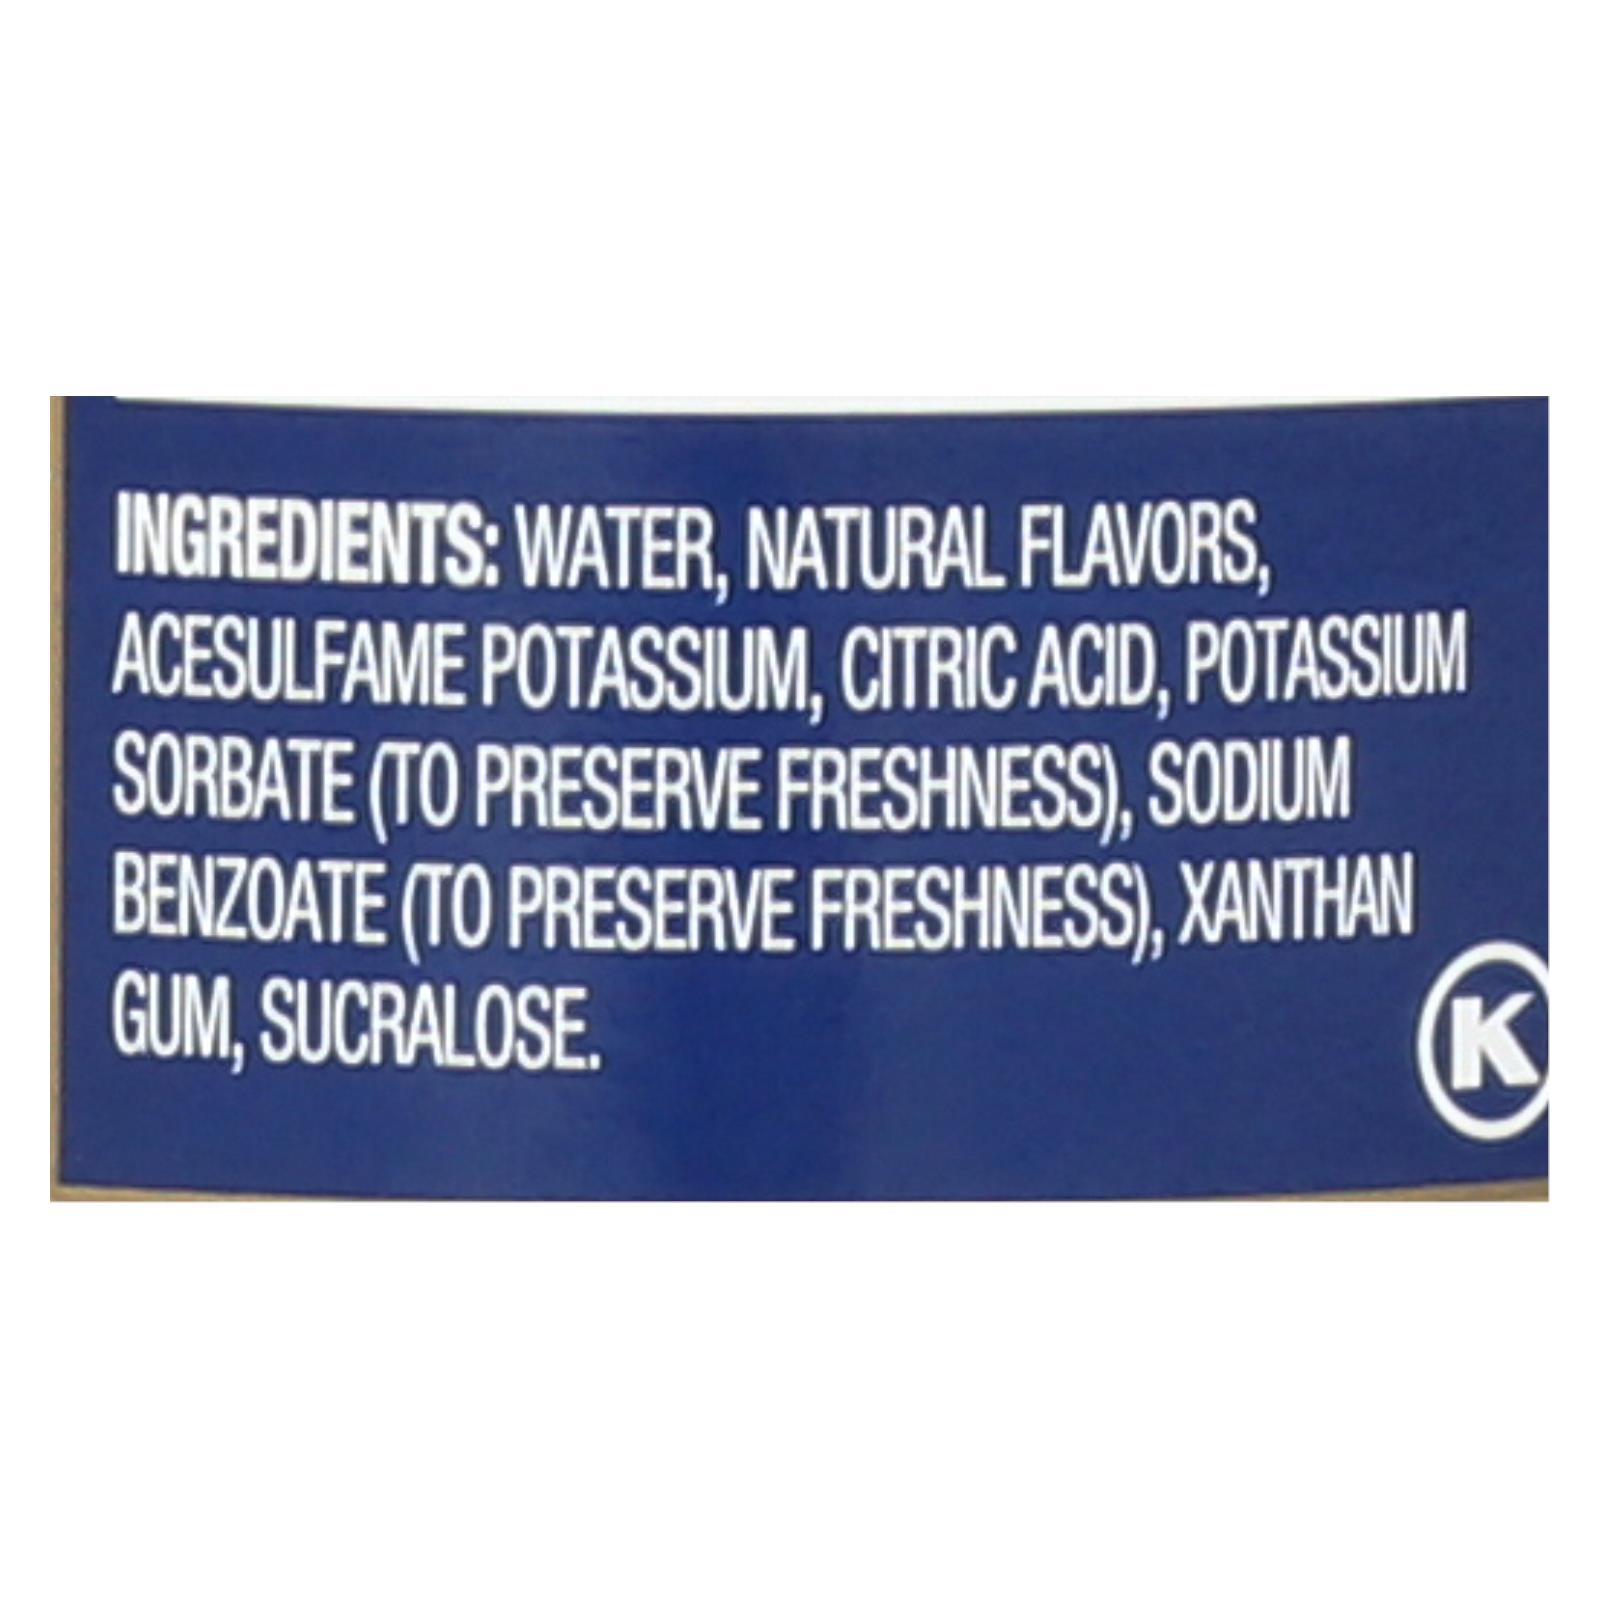 INGREDIENTS: WATER, NATURAL FLAVORS,
ACESULFAME POTASSIUM, CITRIC ACID, POTASSIUM
SORBATE (TO PRESERVE FRESHNESS), SODIUM
BENZOATE (TO PRESERVE FRESHNESS), XANTHAN
GUM, SUCRALOSE.
K